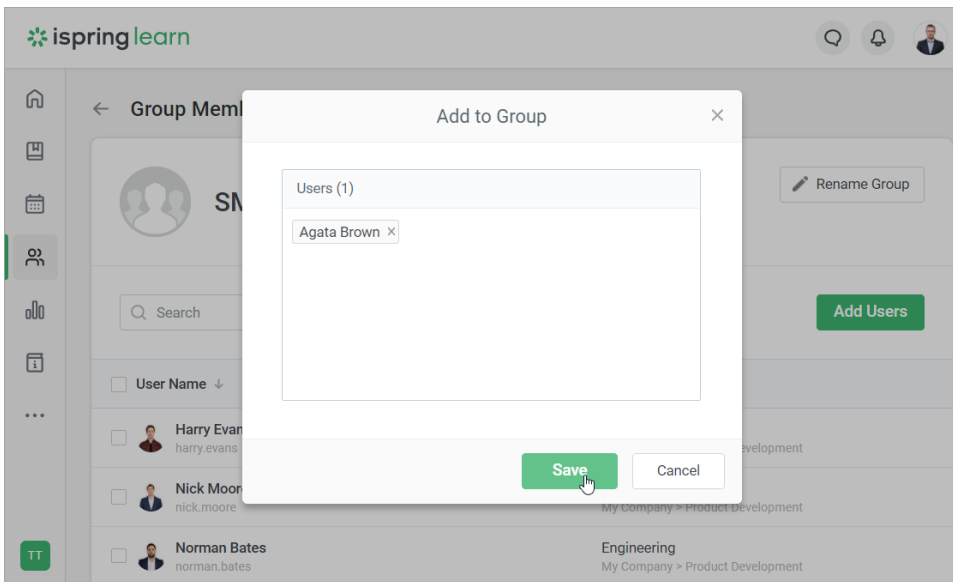 ispring learn
Group Memb
Add to Group
SM
Rename Group
Users (1)
Agata Brown
Search
Add Users
User Name
Harry Evan
harry.evans
evelopment
Save
Cancel
Nick Moor
nick.moore
My Company > Product Development
Norman Bates
norman.bates
Engineering
My Company > Product Development
TT